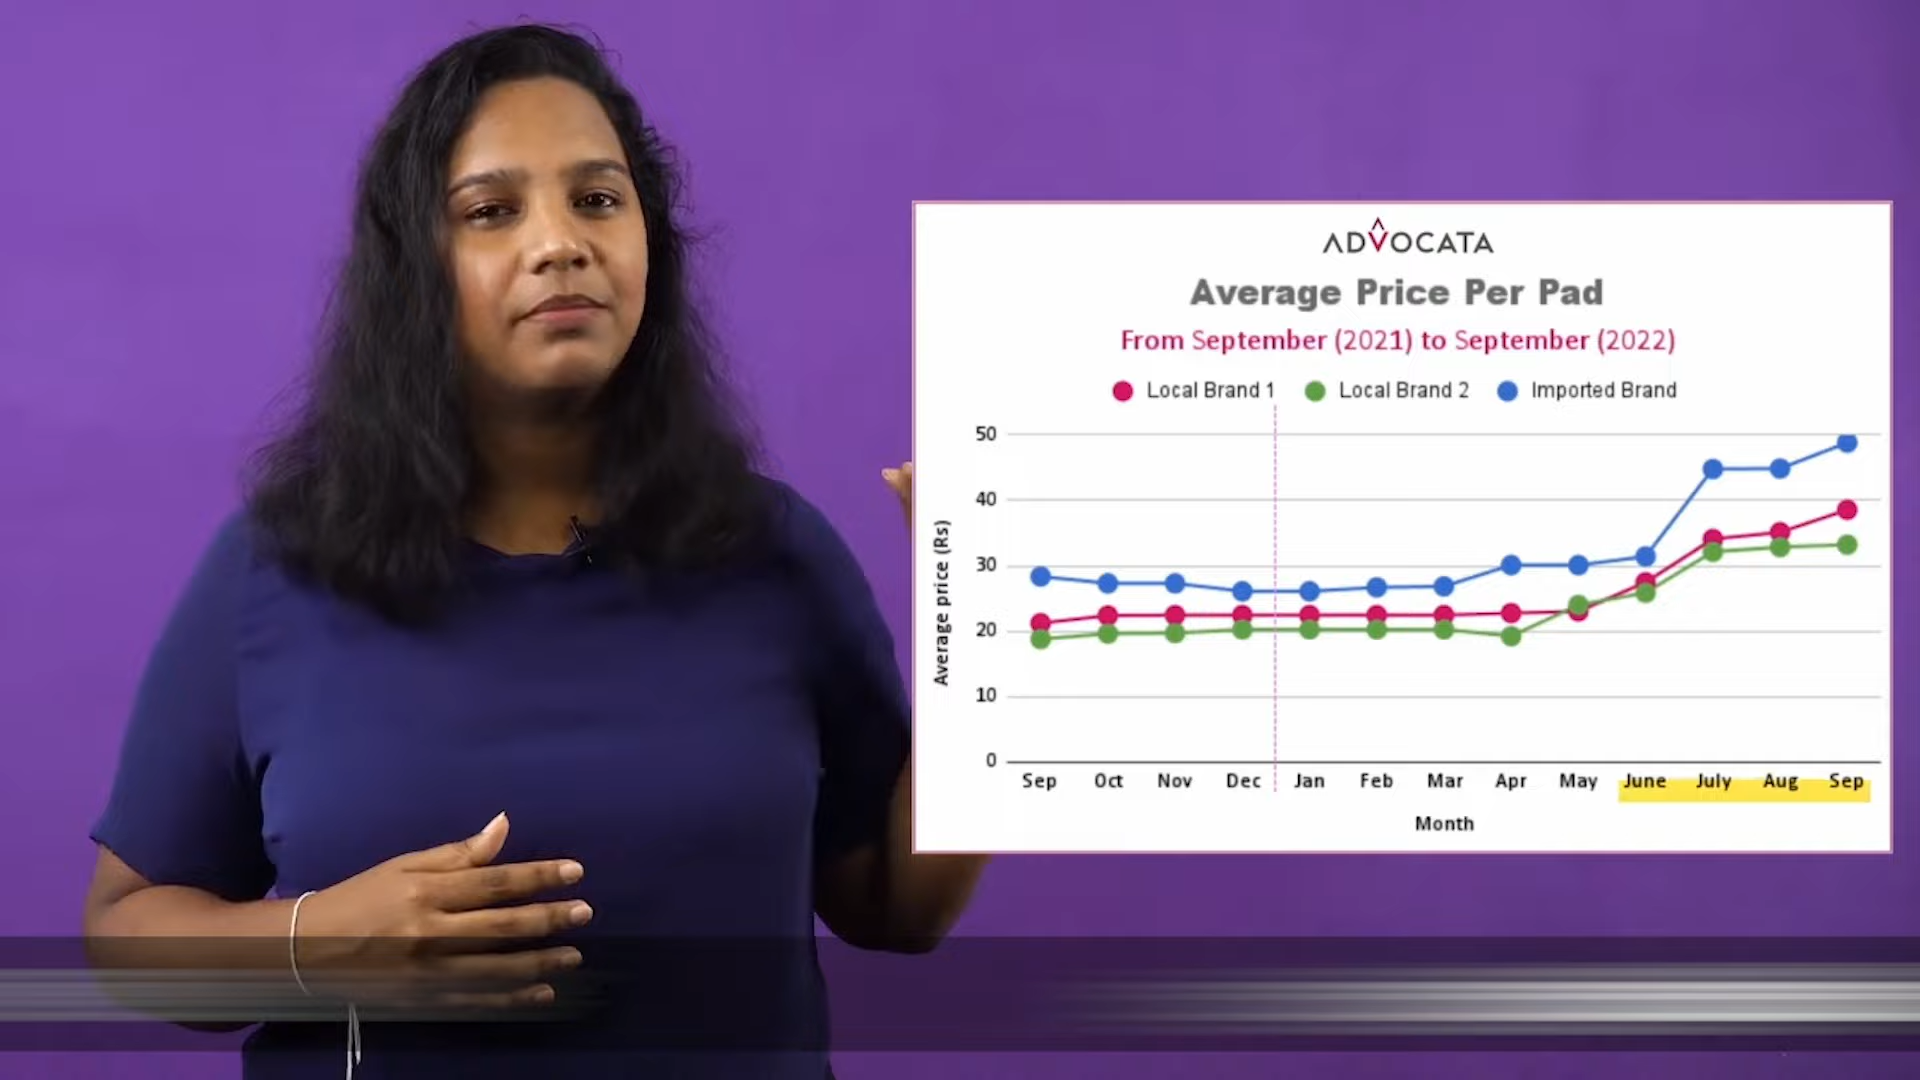 ADVOCATA
Average Price Per Pad
From September (2021) to September (2022)
Local Brand 1 Local Brand 2 Imported Brand
50
40
30
20
10
0
Average price (Rs)
Sep Oct Nov Dec Jan Feb Mar Apr May June July Aug Sep
Month